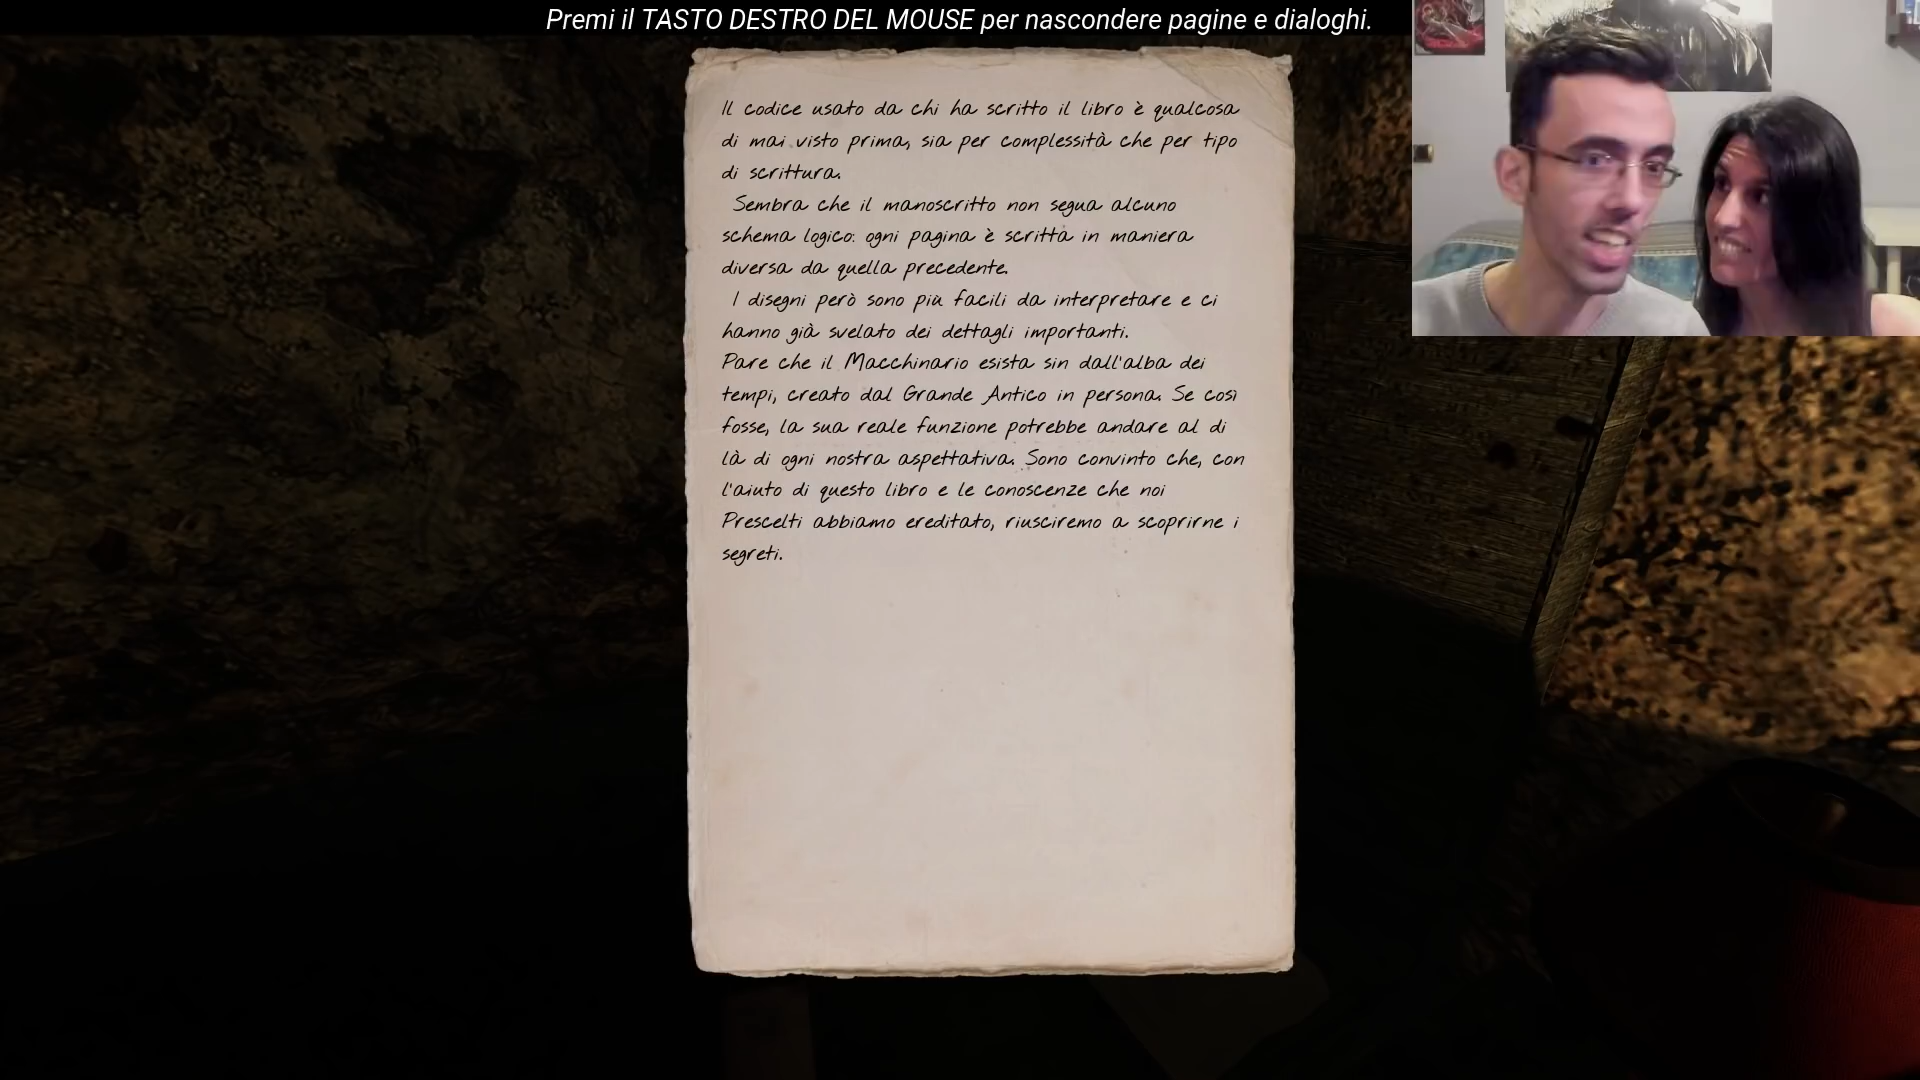 Premi il TASTO DESTRO DEL MOUSE per nascondere pagine e dialoghi.
Il codice usato da chi ha scritto il libro è qualcosa
di mai visto prima, sia per complessità che per tipo
di scrittura.
Sembra che il manoscritto non segua alcuno
schema logico: ogni pagina è scritta in maniera
diversa da quella precedente.
I disegni però sono più facili da interpretare e ci
hanno già svelato dei dettagli importanti.
Pare che il Macchinario esista sin dall'alba dei
tempi, creato dal Grande Antico in persona. Se così
fosse, la sua reale funzione potrebbe andare al di
là di ogni nostra aspettativa. Sono convinto che, con
l'aiuto di questo libro e le conoscenze che noi
Prescelti abbiamo ereditato, riusciremo a scoprirne i
segreti.